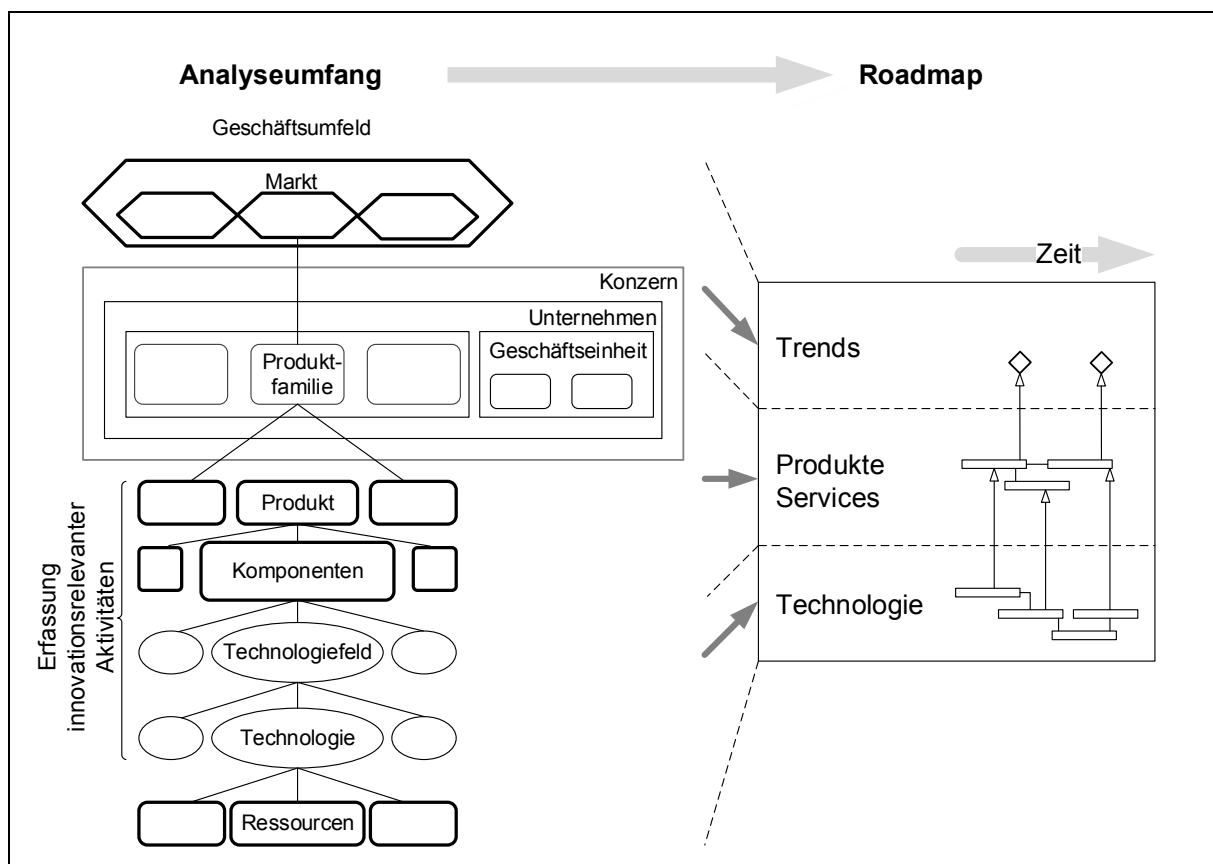 Analyseumfang
Roadmap
Geschäftsumfeld
Markt
Konzern
Unternehmen
Produkt-
familie
Geschäftseinheit
Produkt
Komponenten
Technologiefeld
Technologie
Ressourcen
Erfassung
innovationsrelevanter
Aktivitäten
Zeit
Trends
Produkte
Services
Technologie